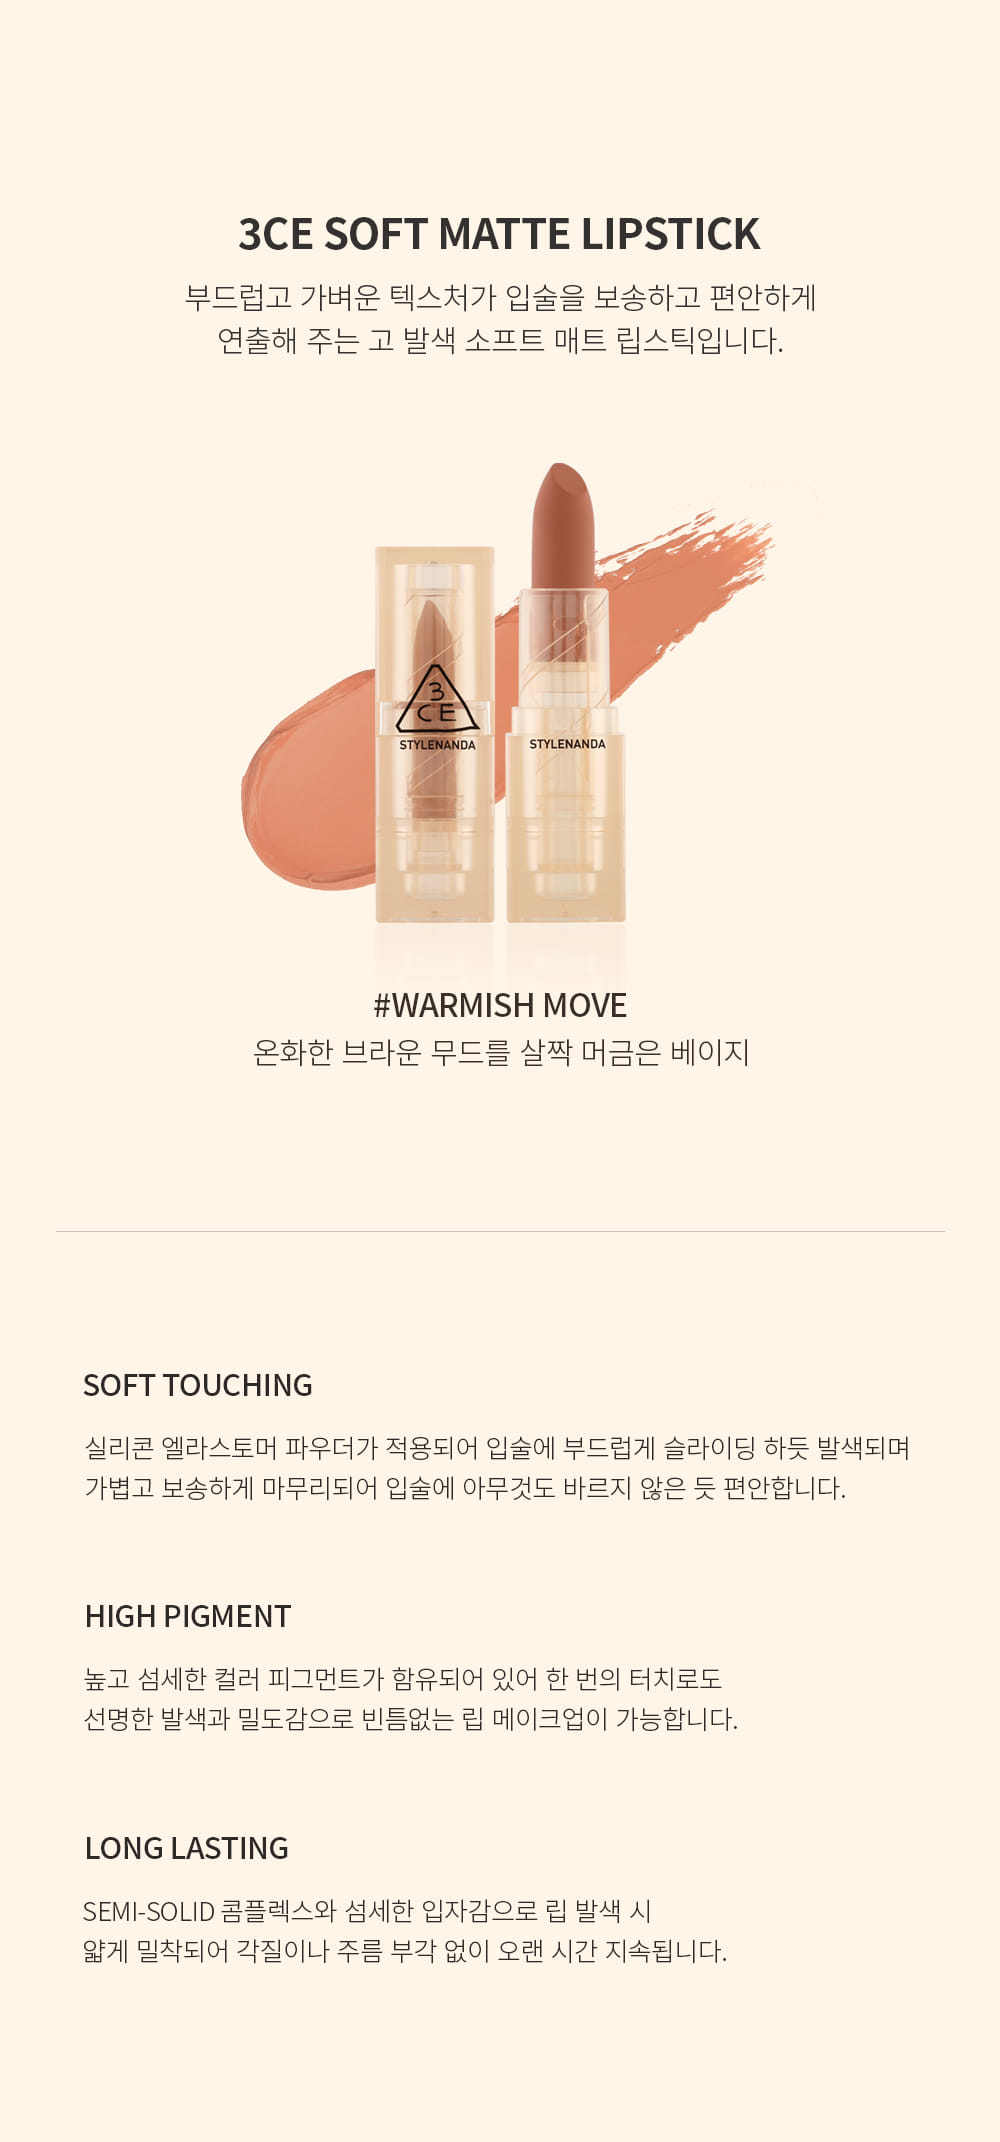 3CE SOFT MATTE LIPSTICK
부드럽고 가벼운 텍스처가 입술을 보송하고 편안하게
연출해 주는 고 발색 소프트 매트 립스틱입니다.
3
CE
STYLENANDA
STYLENANDA
#WARMISH MOVE
온화한 브라운 무드를 살짝 머금은 베이지
SOFT TOUCHING
실리콘 엘라스토머 파우더가 적용되어 입술에 부드럽게 슬라이딩 하듯 발색되며
가볍고 보송하게 마무리되어 입술에 아무것도 바르지 않은 듯 편안합니다.
HIGH PIGMENT
높고 섬세한 컬러 피그먼트가 함유되어 있어 한 번의 터치로도
선명한 발색과 밀도감으로 빈틈없는 립 메이크업이 가능합니다.
LONG LASTING
SEMI-SOLID 콤플렉스와 섬세한 입자감으로 립 발색 시
얇게 밀착되어 각질이나 주름 부각 없이 오랜 시간 지속됩니다.